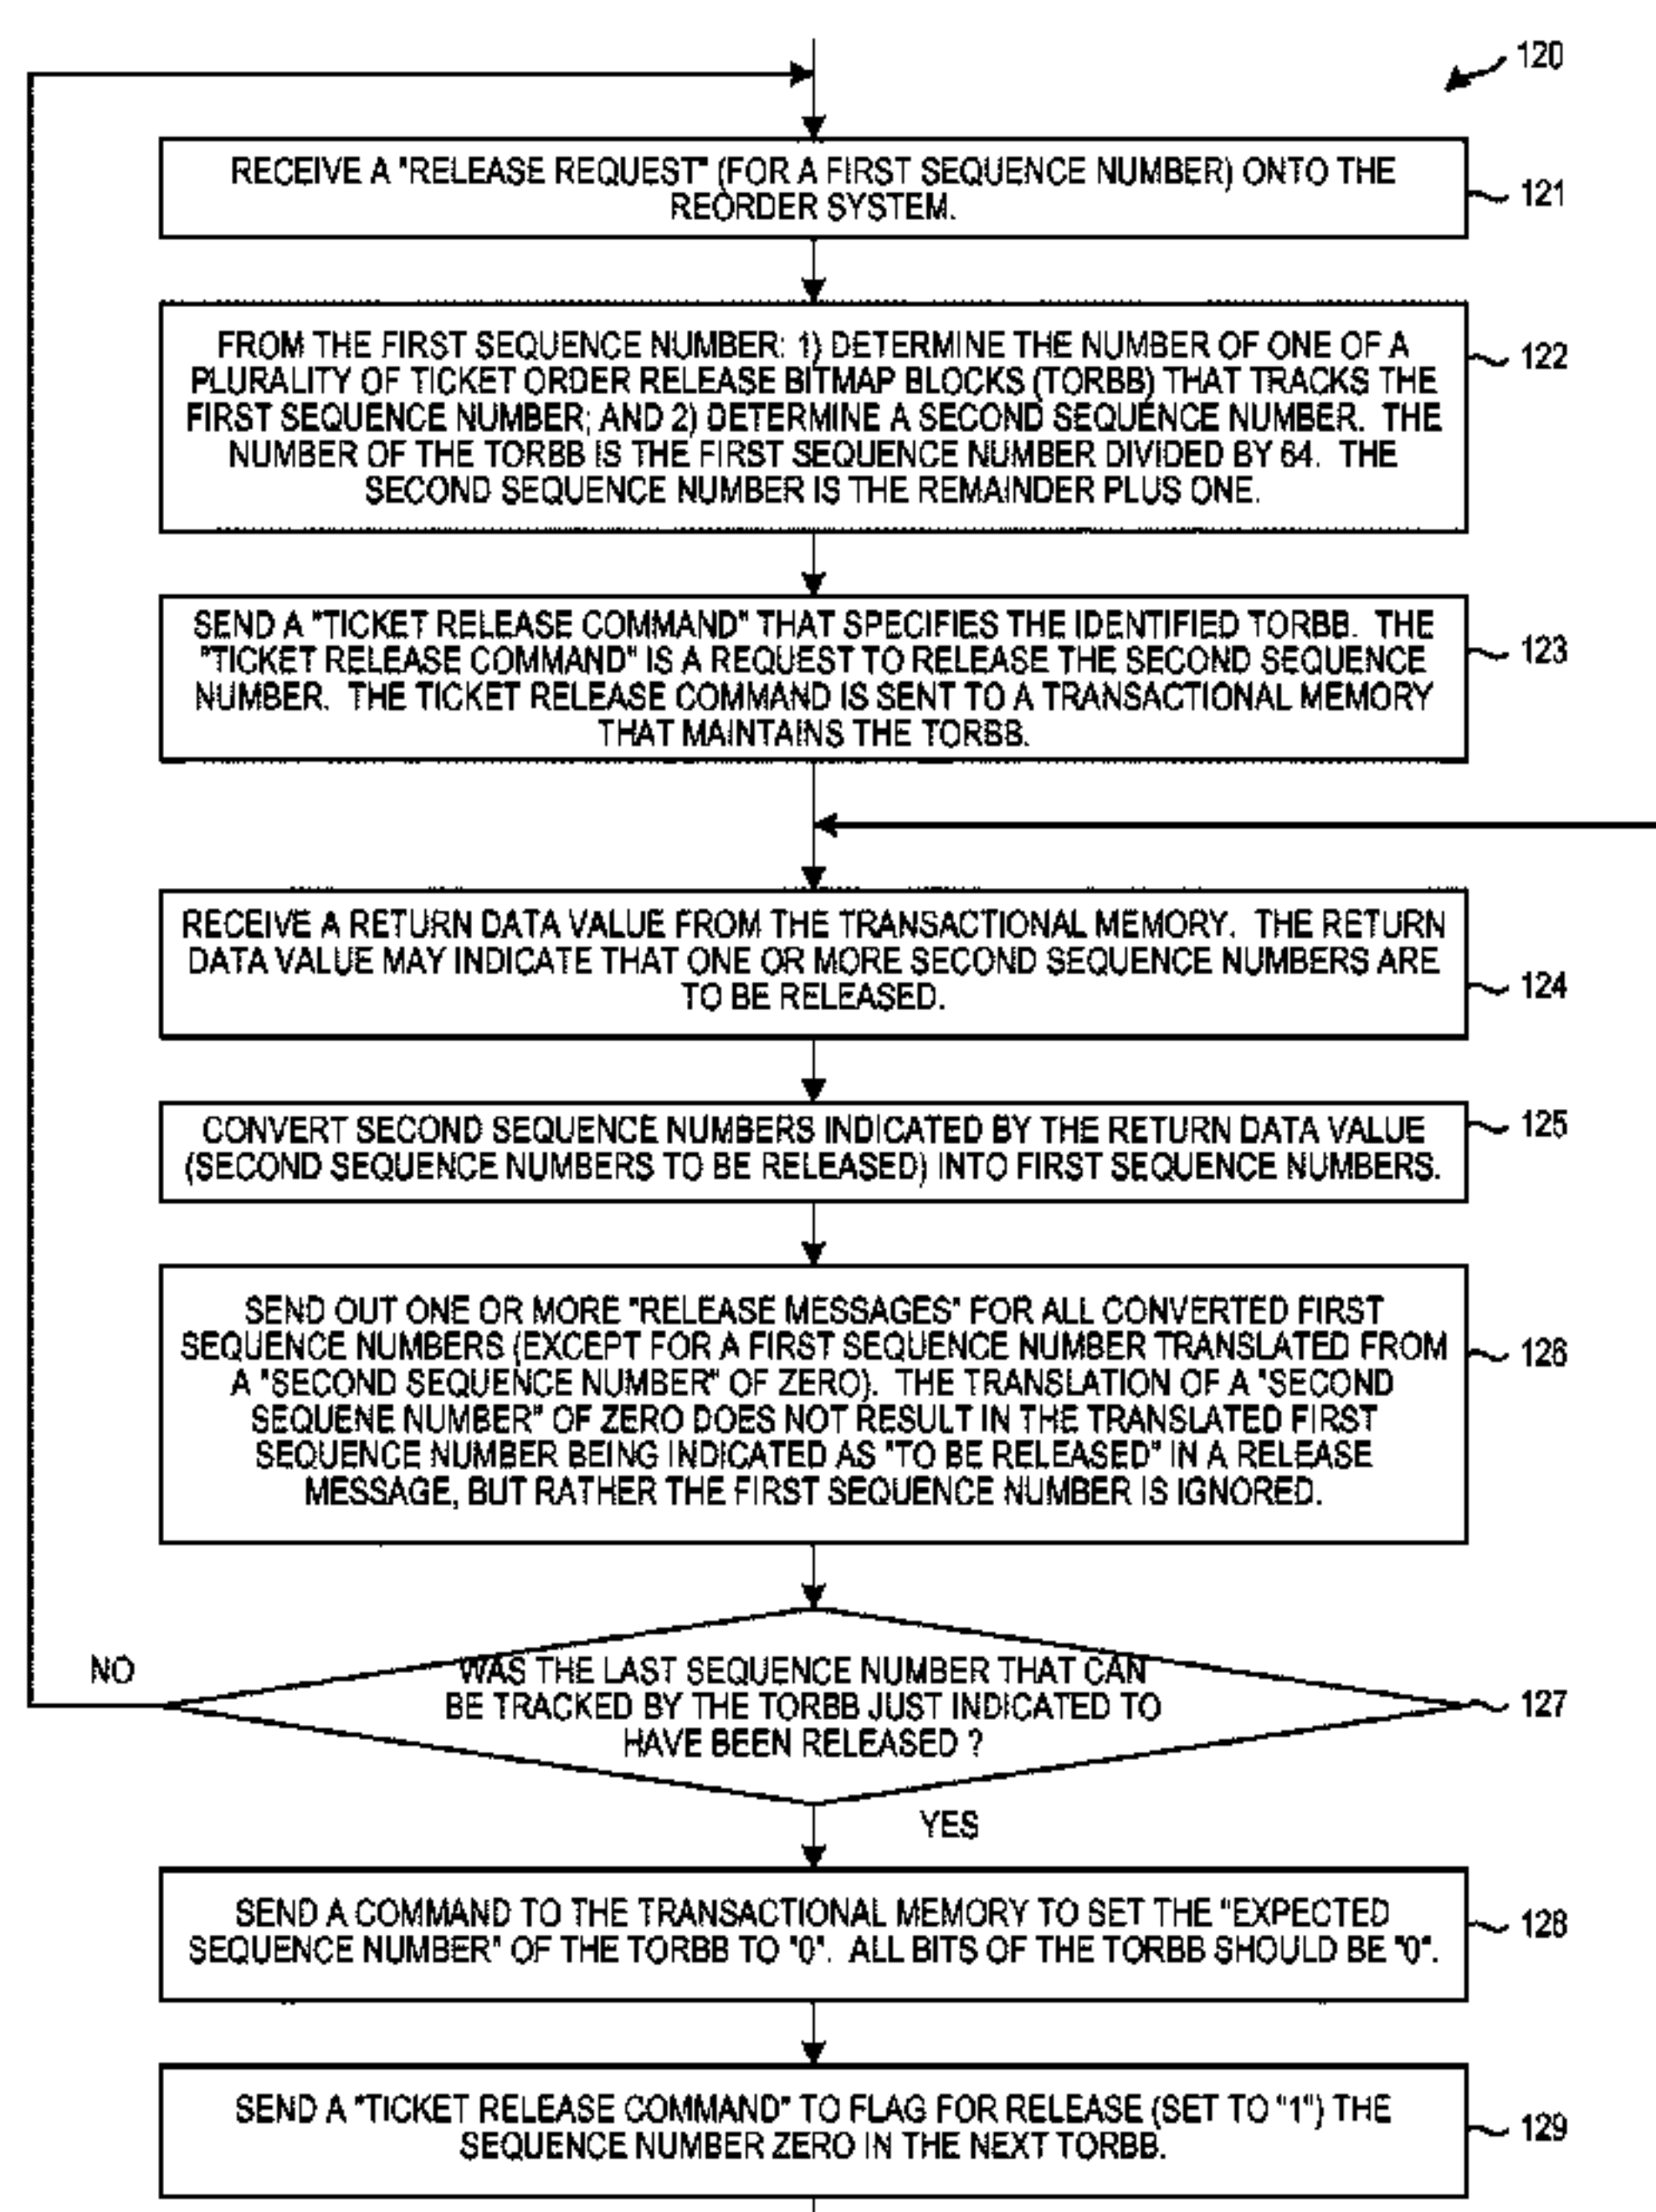 120
RECEIVE A "RELEASE REQUEST" (FOR A FIRST SEQUENCE NUMBER) ONTO THE
REORDER SYSTEM.
121
FROM THE FIRST SEQUENCE NUMBER: 1) DETERMINE THE NUMBER OF ONE OF A
PLURALITY OF TICKET ORDER RELEASE BITMAP BLOCKS (TORBB) THAT TRACKS THE
FIRST SEQUENCE NUMBER; AND 2) DETERMINE A SECOND SEQUENCE NUMBER. THE
NUMBER OF THE TORBB IS THE FIRST SEQUENCE NUMBER DIVIDED BY 64. THE
SECOND SEQUENCE NUMBER IS THE REMAINDER PLUS ONE.
122
SEND A "TICKET RELEASE COMMAND" THAT SPECIFIES THE IDENTIFIED TORBB. THE
"TICKET RELEASE COMMAND" IS A REQUEST TO RELEASE THE SECOND SEQUENCE
NUMBER. THE TICKET RELEASE COMMAND IS SENT TO A TRANSACTIONAL MEMORY
THAT MAINTAINS THE TORBB.
123
RECEIVE A RETURN DATA VALUE FROM THE TRANSACTIONAL MEMORY. THE RETURN
DATA VALUE MAY INDICATE THAT ONE OR MORE SECOND SEQUENCE NUMBERS ARE
TO BE RELEASED.
124
CONVERT SECOND SEQUENCE NUMBERS INDICATED BY THE RETURN DATA VALUE
(SECOND SEQUENCE NUMBERS TO BE RELEASED) INTO FIRST SEQUENCE NUMBERS.
125
SEND OUT ONE OR MORE "RELEASE MESSAGES" FOR ALL CONVERTED FIRST
SEQUENCE NUMBERS (EXCEPT FOR A FIRST SEQUENCE NUMBER TRANSLATED FROM
A "SECOND SEQUENCE NUMBER" OF ZERO). THE TRANSLATION OF A "SECOND
SEQUENE NUMBER" OF ZERO DOES NOT RESULT IN THE TRANSLATED FIRST
SEQUENCE NUMBER BEING INDICATED AS "TO BE RELEASED" IN A RELEASE
MESSAGE, BUT RATHER THE FIRST SEQUENCE NUMBER IS IGNORED.
126
NO
WAS THE LAST SEQUENCE NUMBER THAT CAN
BE TRACKED BY THE TORBB JUST INDICATED TO
HAVE BEEN RELEASED ?
127
YES
SEND A COMMAND TO THE TRANSACTIONAL MEMORY TO SET THE "EXPECTED
SEQUENCE NUMBER" OF THE TORBB TO "0". ALL BITS OF THE TORBB SHOULD BE "0".
128
SEND A "TICKET RELEASE COMMAND" TO FLAG FOR RELEASE (SET TO "1") THE
SEQUENCE NUMBER ZERO IN THE NEXT TORBB.
129